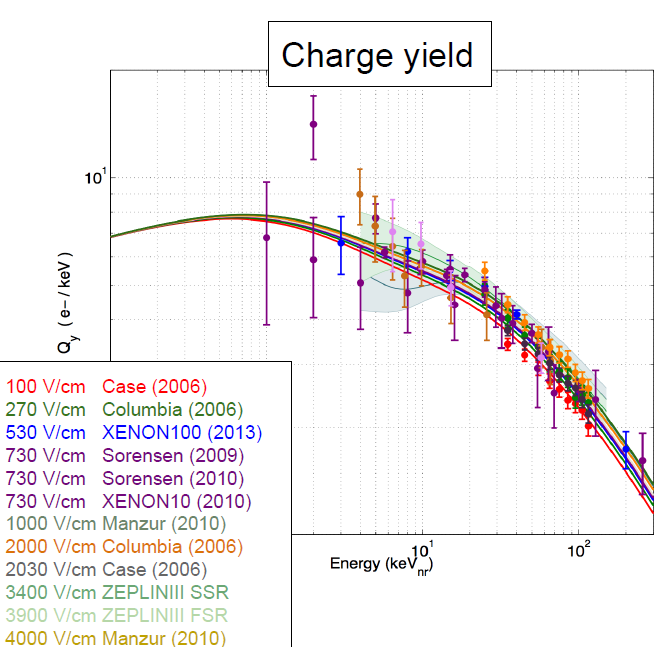 Charge yield
10^1
Q_y ( e-/ keV)
100 V/cm Case (2006)
270 V/cm Columbia (2006)
530 V/cm XENON100 (2013)
730 V/cm Sorensen (2009)
730 V/cm Sorensen (2010)
730 V/cm XENON10 (2010)
1000 V/cm Manzur (2010)
2000 V/cm Columbia (2006)
2030 V/cm Case (2006)
3400 V/cm ZEPLINIII SSR
3900 V/cm ZEPLINIII FSR
4000 V/cm Manzur (2010)
10^1 10^2
Energy (keV_nr)